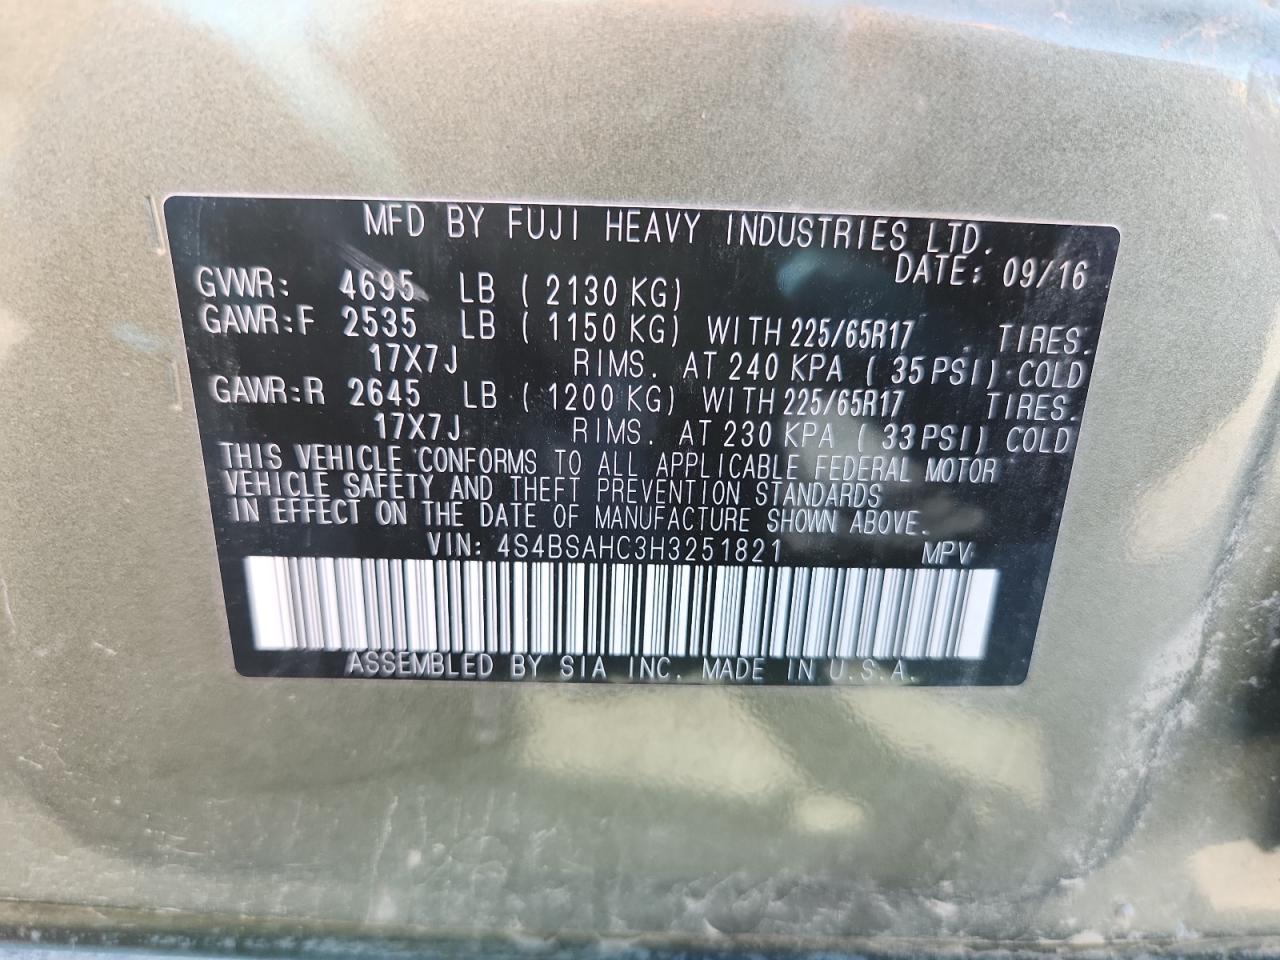 MFD BY FUJI HEAVY INDUSTRIES LTD.
DATE: 09/16
GVWR: 4695 LB ( 2130 KG)
GAWR:F 2535 LB ( 1150 KG) WITH 225/65R17 TIRES.
17X7J RIMS. AT 240 KPA ( 35 PSI) COLD
GAWR:R 2645 LB ( 1200 KG) WITH 225/65R17 TIRES.
17X7J RIMS. AT 230 KPA ( 33 PSI) COLD
THIS VEHICLE CONFORMS TO ALL APPLICABLE FEDERAL MOTOR
VEHICLE SAFETY AND THEFT PREVENTION STANDARDS
IN EFFECT ON THE DATE OF MANUFACTURE SHOWN ABOVE.
VIN: 4S4BSAHC3H3251821 MPV
ASSEMBLED BY SIA INC. MADE IN U.S.A.